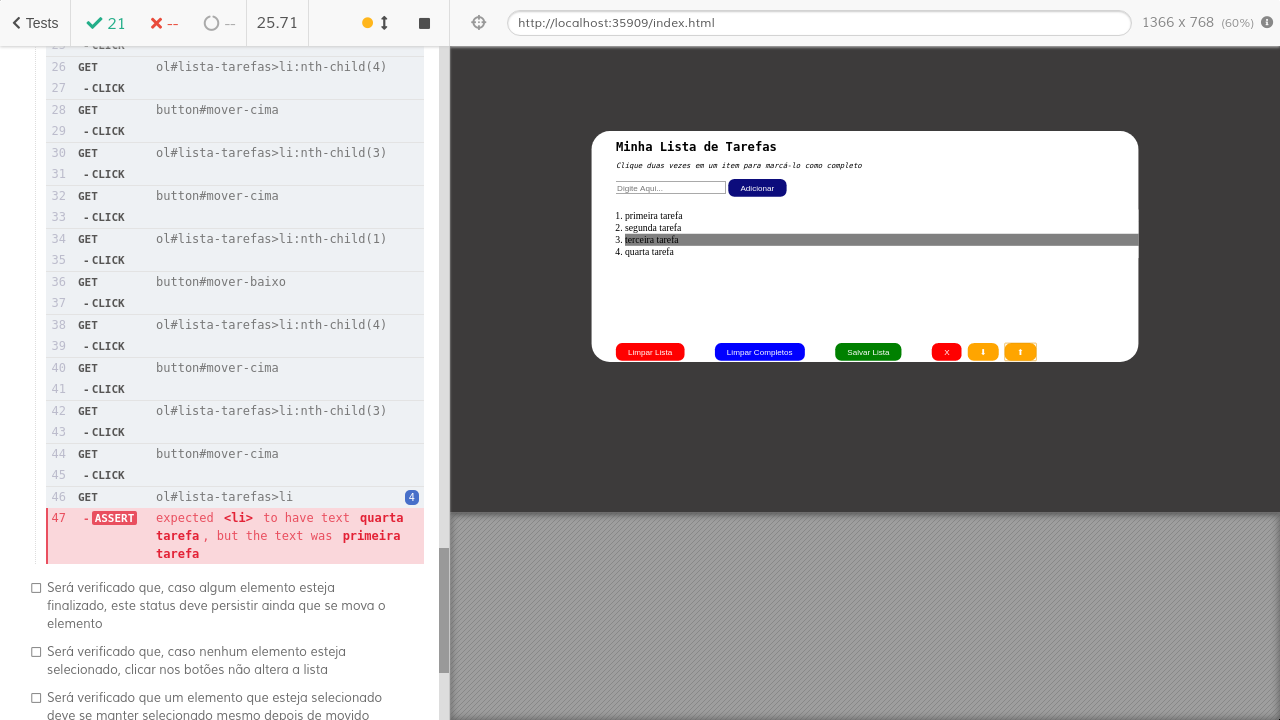 Tests
21
--
--
25.71
http://localhost:35909/index.html
1366 x 768 (60%)
25 - CLICK
26 GET ol#lista-tarefas>li:nth-child(4)
27 - CLICK
28 GET button#mover-cima
29 - CLICK
30 GET ol#lista-tarefas>li:nth-child(3)
31 - CLICK
32 GET button#mover-cima
33 - CLICK
34 GET ol#lista-tarefas>li:nth-child(1)
35 - CLICK
36 GET button#mover-baixo
37 - CLICK
38 GET ol#lista-tarefas>li:nth-child(4)
39 - CLICK
40 GET button#mover-cima
41 - CLICK
42 GET ol#lista-tarefas>li:nth-child(3)
43 - CLICK
44 GET button#mover-cima
45 - CLICK
46 GET ol#lista-tarefas>li 4
47 - ASSERT expected <li> to have text quarta
tarefa, but the text was primeira
tarefa
Será verificado que, caso algum elemento esteja
finalizado, este status deve persistir ainda que se mova o
elemento
Será verificado que, caso nenhum elemento esteja
selecionado, clicar nos botões não altera a lista
Será verificado que um elemento que esteja selecionado
deve se manter selecionado mesmo depois de movido
Minha Lista de Tarefas
Clique duas vezes em um item para marcá-lo como completo
Digite Aqui...
Adicionar
1. primeira tarefa
2. segunda tarefa
3. terceira tarefa
4. quarta tarefa
Limpar Lista
Limpar Completos
Salvar Lista
X
⬇
⬆